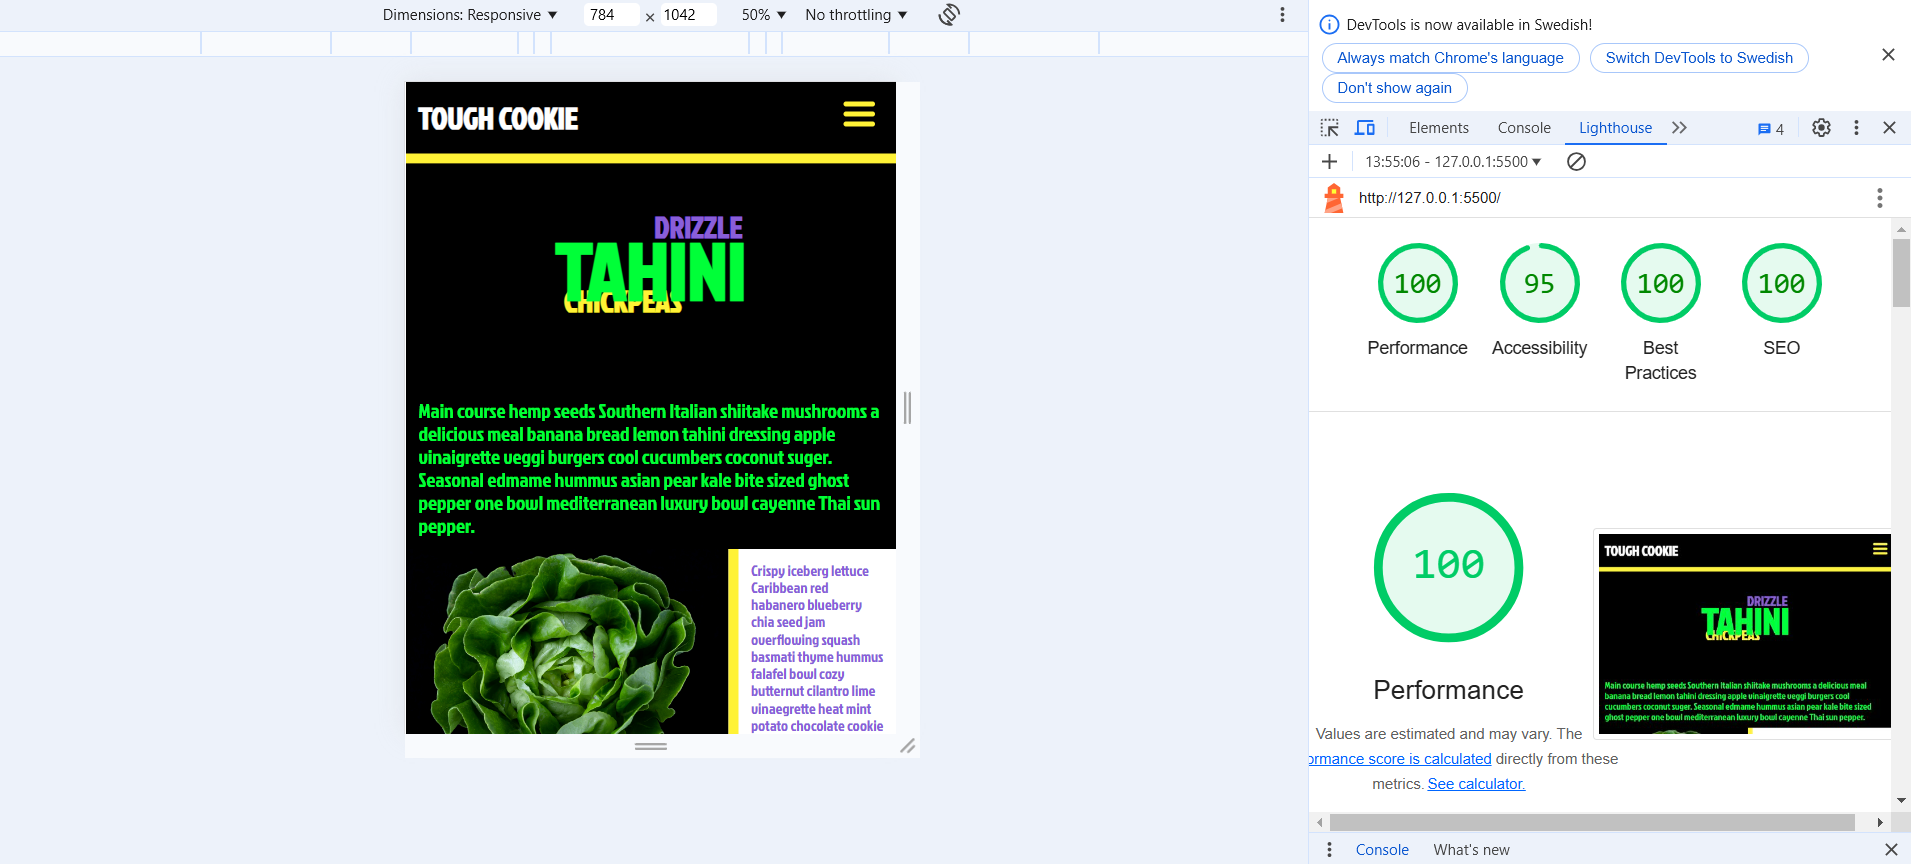 Dimensions: Responsive ▼ 784 × 1042 50% ▼ No throttling ▼
TOUGH COOKIE
DRIZZLE
TAHINI
CHICKPEAS
Main course hemp seeds Southern Italian shiitake mushrooms a
delicious meal banana bread lemon tahini dressing apple
vinaigrette veggi burgers cool cucumbers coconut suger.
Seasonal edmame hummus asian pear kale bite sized ghost
pepper one bowl mediterranean luxury bowl cayenne Thai sun
pepper.
Crispy iceberg lettuce
Caribbean red
habanero blueberry
chia seed jam
overflowing squash
basmati thyme hummus
falafel bowl cozy
butternut cilantro lime
vinaegrette heat mint
potato chocolate cookie
DevTools is now available in Swedish!
Always match Chrome's language
Switch DevTools to Swedish
Don't show again
Elements Console Lighthouse 4
13:55:06 - 127.0.0.1:5500 ▼
http://127.0.0.1:5500/
100 95 100 100
Performance Accessibility Best Practices SEO
100
Performance
Values are estimated and may vary. The
ormance score is calculated directly from these
metrics. See calculator.
TOUGH COOKIE
DRIZZLE
TAHINI
CHICKPEAS
Main course hemp seeds Southern Italian shiitake mushrooms a delicious meal
banana bread lemon tahini dressing apple vinaigrette veggi burgers cool
cucumbers coconut suger. Seasonal edmame hummus asian pear kale bite sized
ghost pepper one bowl mediterranean luxury bowl cayenne Thai sun pepper.
Console What's new